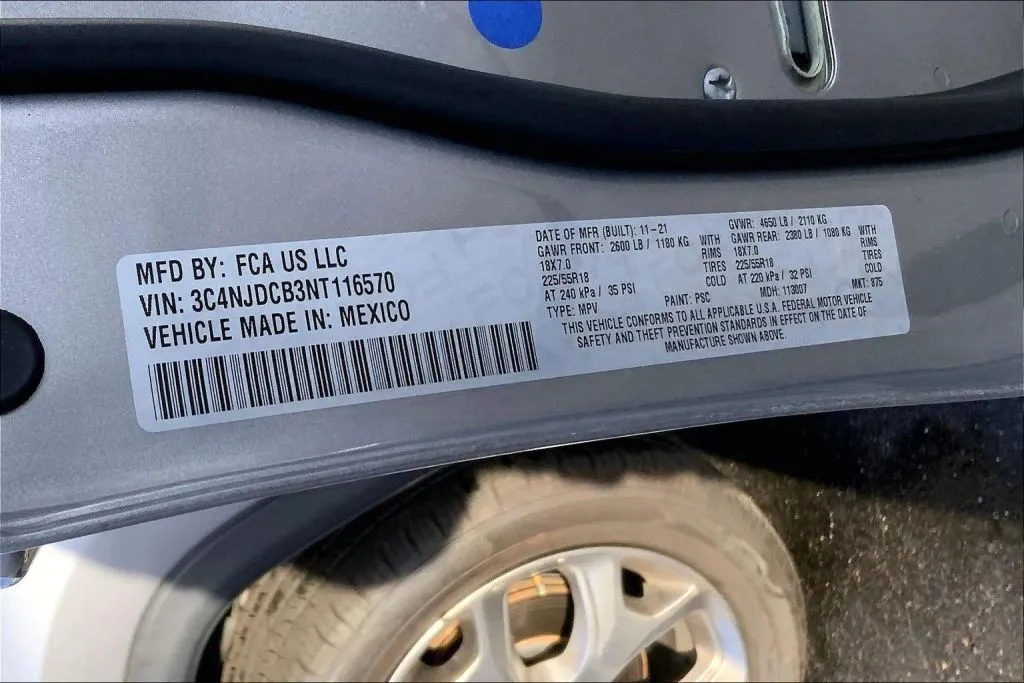 MFD BY: FCA US LLC
VIN: 3C4NJDCB3NT116570
VEHICLE MADE IN: MEXICO
DATE OF MFR (BUILT): 11-21 GVWR: 4650 LB / 2110 KG
GAWR FRONT: 2600 LB / 1180 KG WITH GAWR REAR: 2380 LB / 1080 KG WITH
18X7.0 RIMS 18X7.0 RIMS
225/55R18 TIRES 225/55R18 TIRES
AT 240 kPa / 35 PSI COLD AT 220 kPa / 32 PSI COLD
TYPE: MPV PAINT: PSC MDH: 113007 MKT: 875
THIS VEHICLE CONFORMS TO ALL APPLICABLE U.S.A. FEDERAL MOTOR VEHICLE
SAFETY AND THEFT PREVENTION STANDARDS IN EFFECT ON THE DATE OF
MANUFACTURE SHOWN ABOVE.